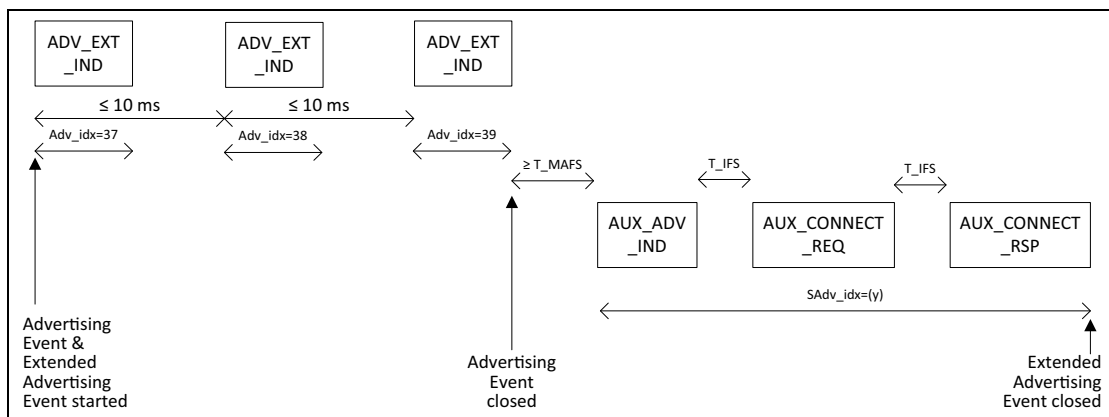 ADV_EXT
_IND
ADV_EXT
_IND
ADV_EXT
_IND
≤ 10 ms
≤ 10 ms
Adv_idx=37
Adv_idx=38
Adv_idx=39
≥ T_MAFS
T_IFS
T_IFS
AUX_ADV
_IND
AUX_CONNECT
_REQ
AUX_CONNECT
_RSP
SAdv_idx=(y)
Advertising
Event &
Extended
Advertising
Event started
Advertising
Event
closed
Extended
Advertising
Event closed